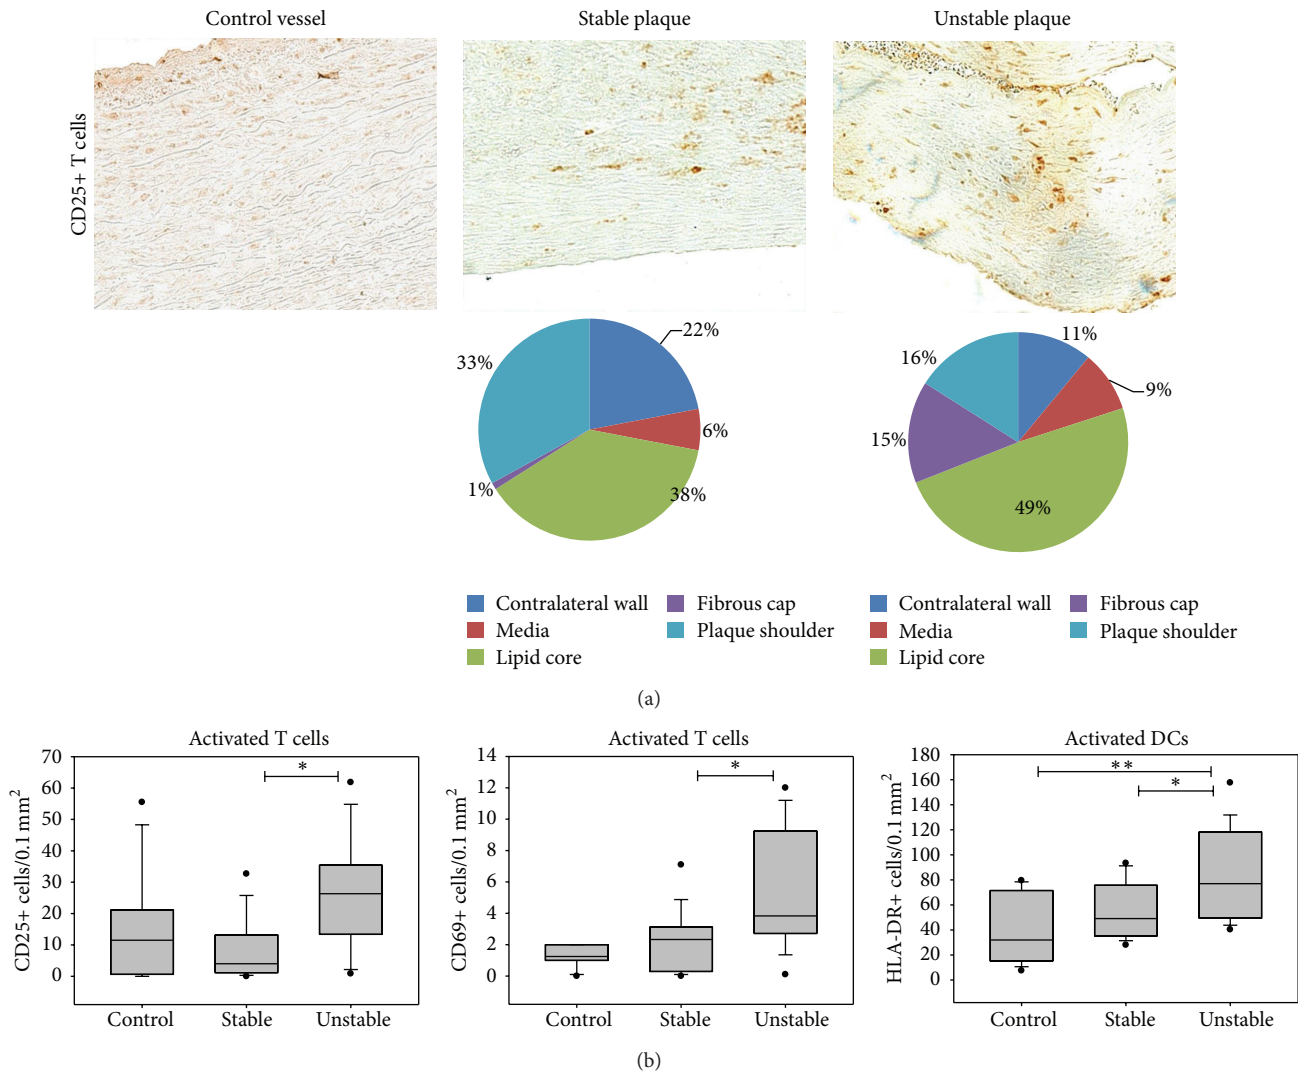 Control vessel
Stable plaque
Unstable plaque
CD25+ T cells
22%
6%
38%
1%
33%
11%
9%
49%
15%
16%
Contralateral wall
Fibrous cap
Media
Plaque shoulder
Lipid core
Contralateral wall
Fibrous cap
Media
Plaque shoulder
Lipid core
(a)
Activated T cells
CD25+ cells/0.1 mm²
70
60
50
40
30
20
10
0
*
Control
Stable
Unstable
Activated T cells
CD69+ cells/0.1 mm²
14
12
10
8
6
4
2
0
*
Control
Stable
Unstable
Activated DCs
HLA-DR+ cells/0.1 mm²
180
160
140
120
100
80
60
40
20
0
**
*
Control
Stable
Unstable
(b)